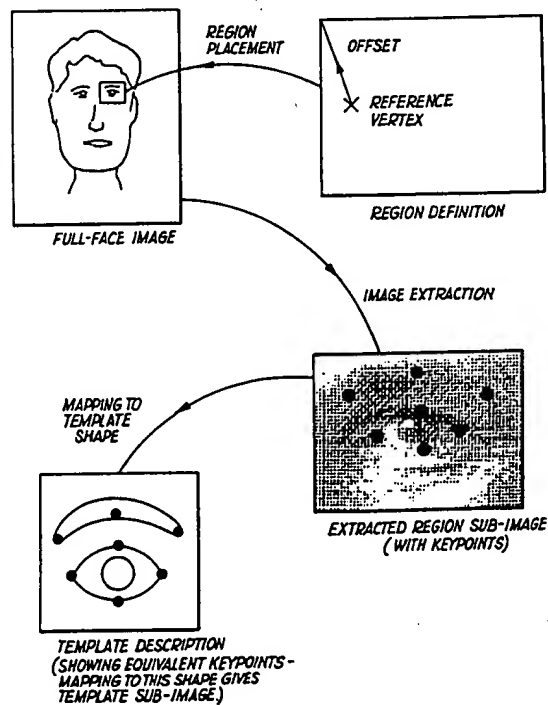 REGION
PLACEMENT
OFFSET
REFERENCE
VERTEX
FULL-FACE IMAGE
REGION DEFINITION
IMAGE EXTRACTION
MAPPING TO
TEMPLATE
SHAPE
EXTRACTED REGION SUB-IMAGE
(WITH KEYPOINTS)
TEMPLATE DESCRIPTION
(SHOWING EQUIVALENT KEYPOINTS-
MAPPING TO THIS SHAPE GIVES
TEMPLATE SUB-IMAGE.)